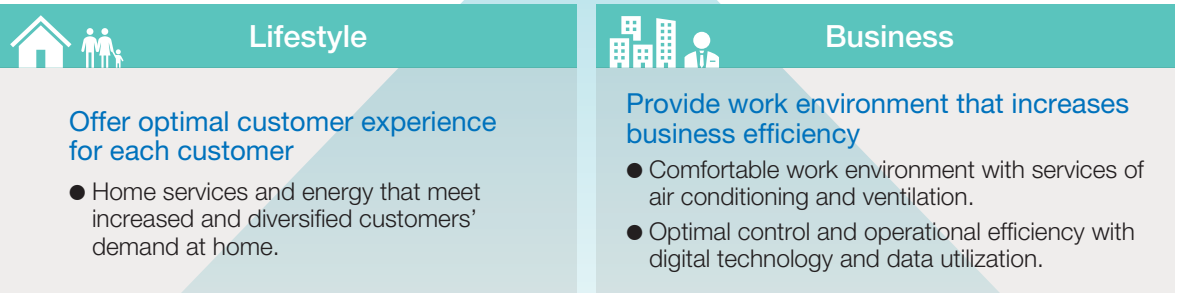 Lifestyle
Offer optimal customer experience
for each customer
● Home services and energy that meet
increased and diversified customers’
demand at home.
Business
Provide work environment that increases
business efficiency
● Comfortable work environment with services of
air conditioning and ventilation.
● Optimal control and operational efficiency with
digital technology and data utilization.